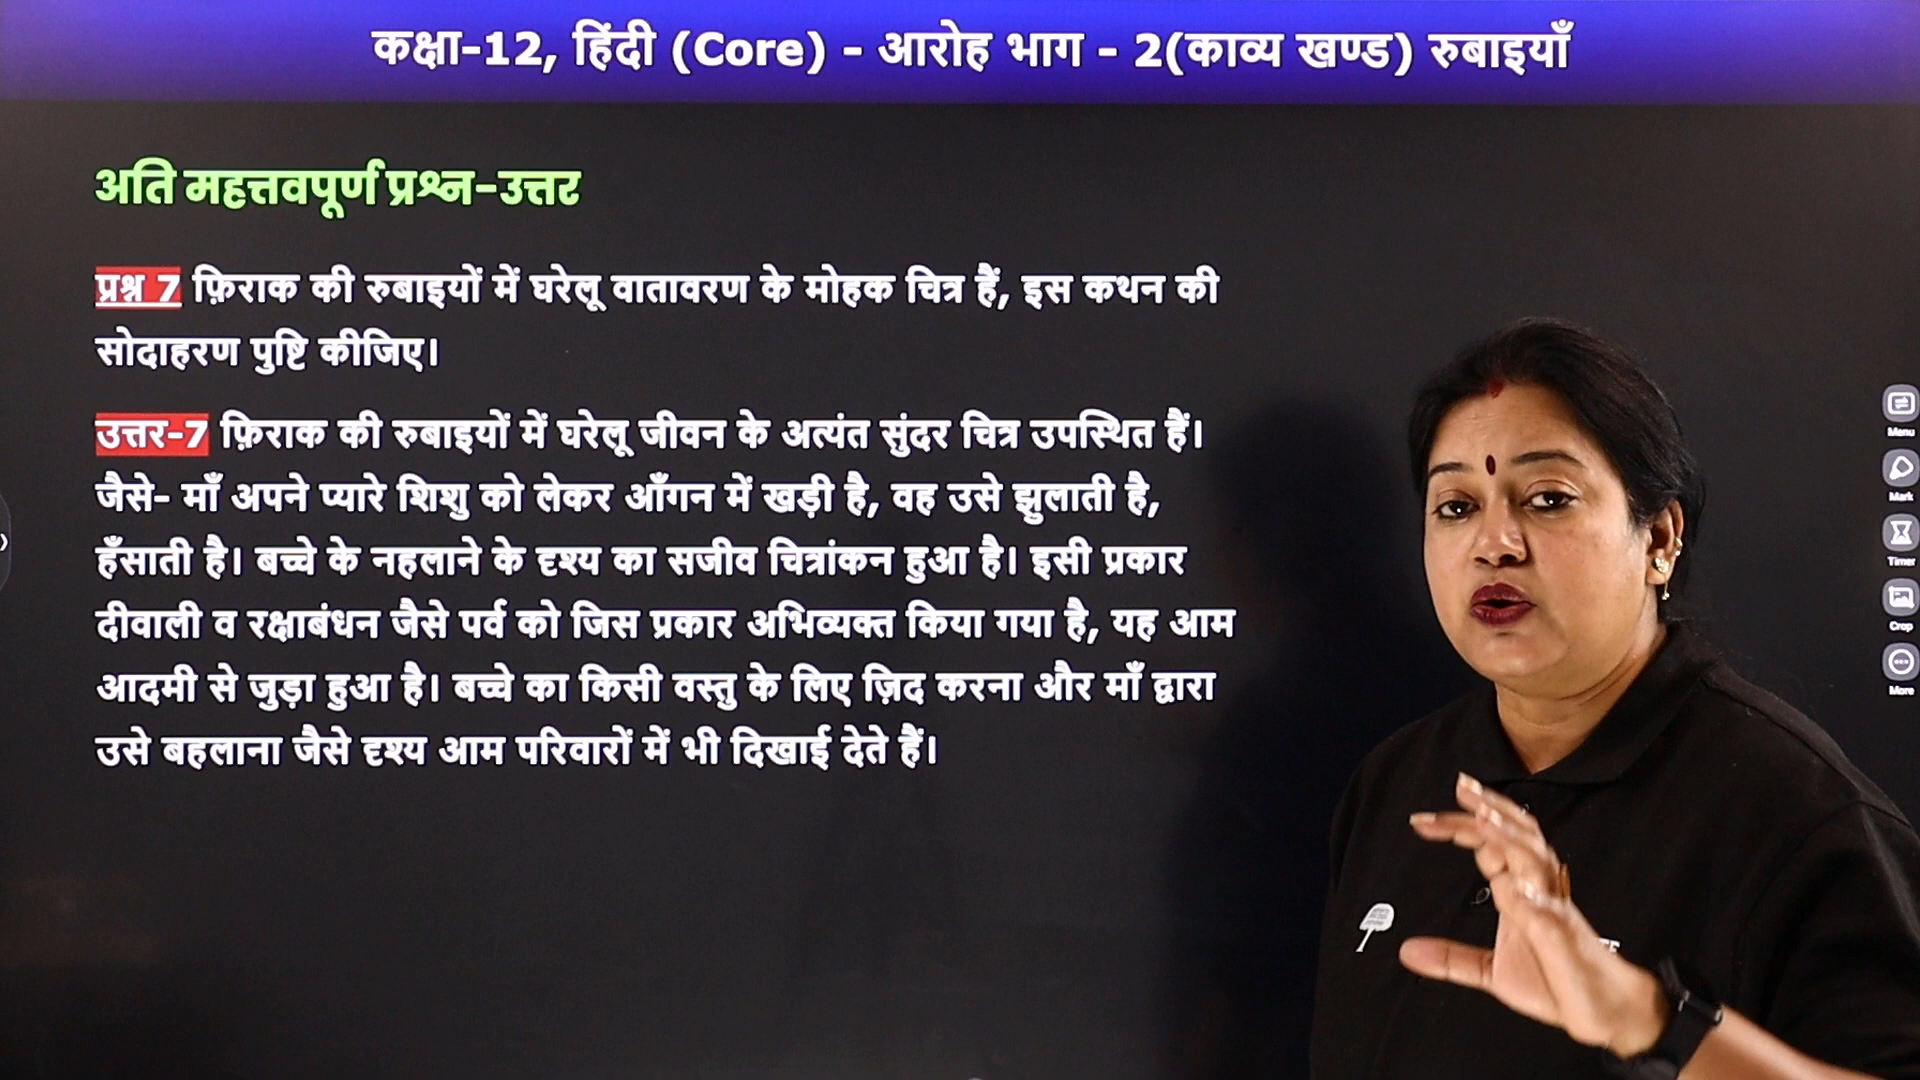 कक्षा-12, हिंदी (Core) - आरोह भाग - 2(काव्य खण्ड) रुबाइयाँ
अति महत्तवपूर्ण प्रश्न-उत्तर
प्रश्न 7 फ़िराक की रुबाइयों में घरेलू वातावरण के मोहक चित्र हैं, इस कथन की
सोदाहरण पुष्टि कीजिए।
उत्तर-7 फ़िराक की रुबाइयों में घरेलू जीवन के अत्यंत सुंदर चित्र उपस्थित हैं।
जैसे- माँ अपने प्यारे शिशु को लेकर आँगन में खड़ी है, वह उसे झुलाती है,
हँसाती है। बच्चे के नहलाने के दृश्य का सजीव चित्रांकन हुआ है। इसी प्रकार
दीवाली व रक्षाबंधन जैसे पर्व को जिस प्रकार अभिव्यक्त किया गया है, यह आम
आदमी से जुड़ा हुआ है। बच्चे का किसी वस्तु के लिए ज़िद करना और माँ द्वारा
उसे बहलाना जैसे दृश्य आम परिवारों में भी दिखाई देते हैं।
Menu
Mark
Timer
Crop
More